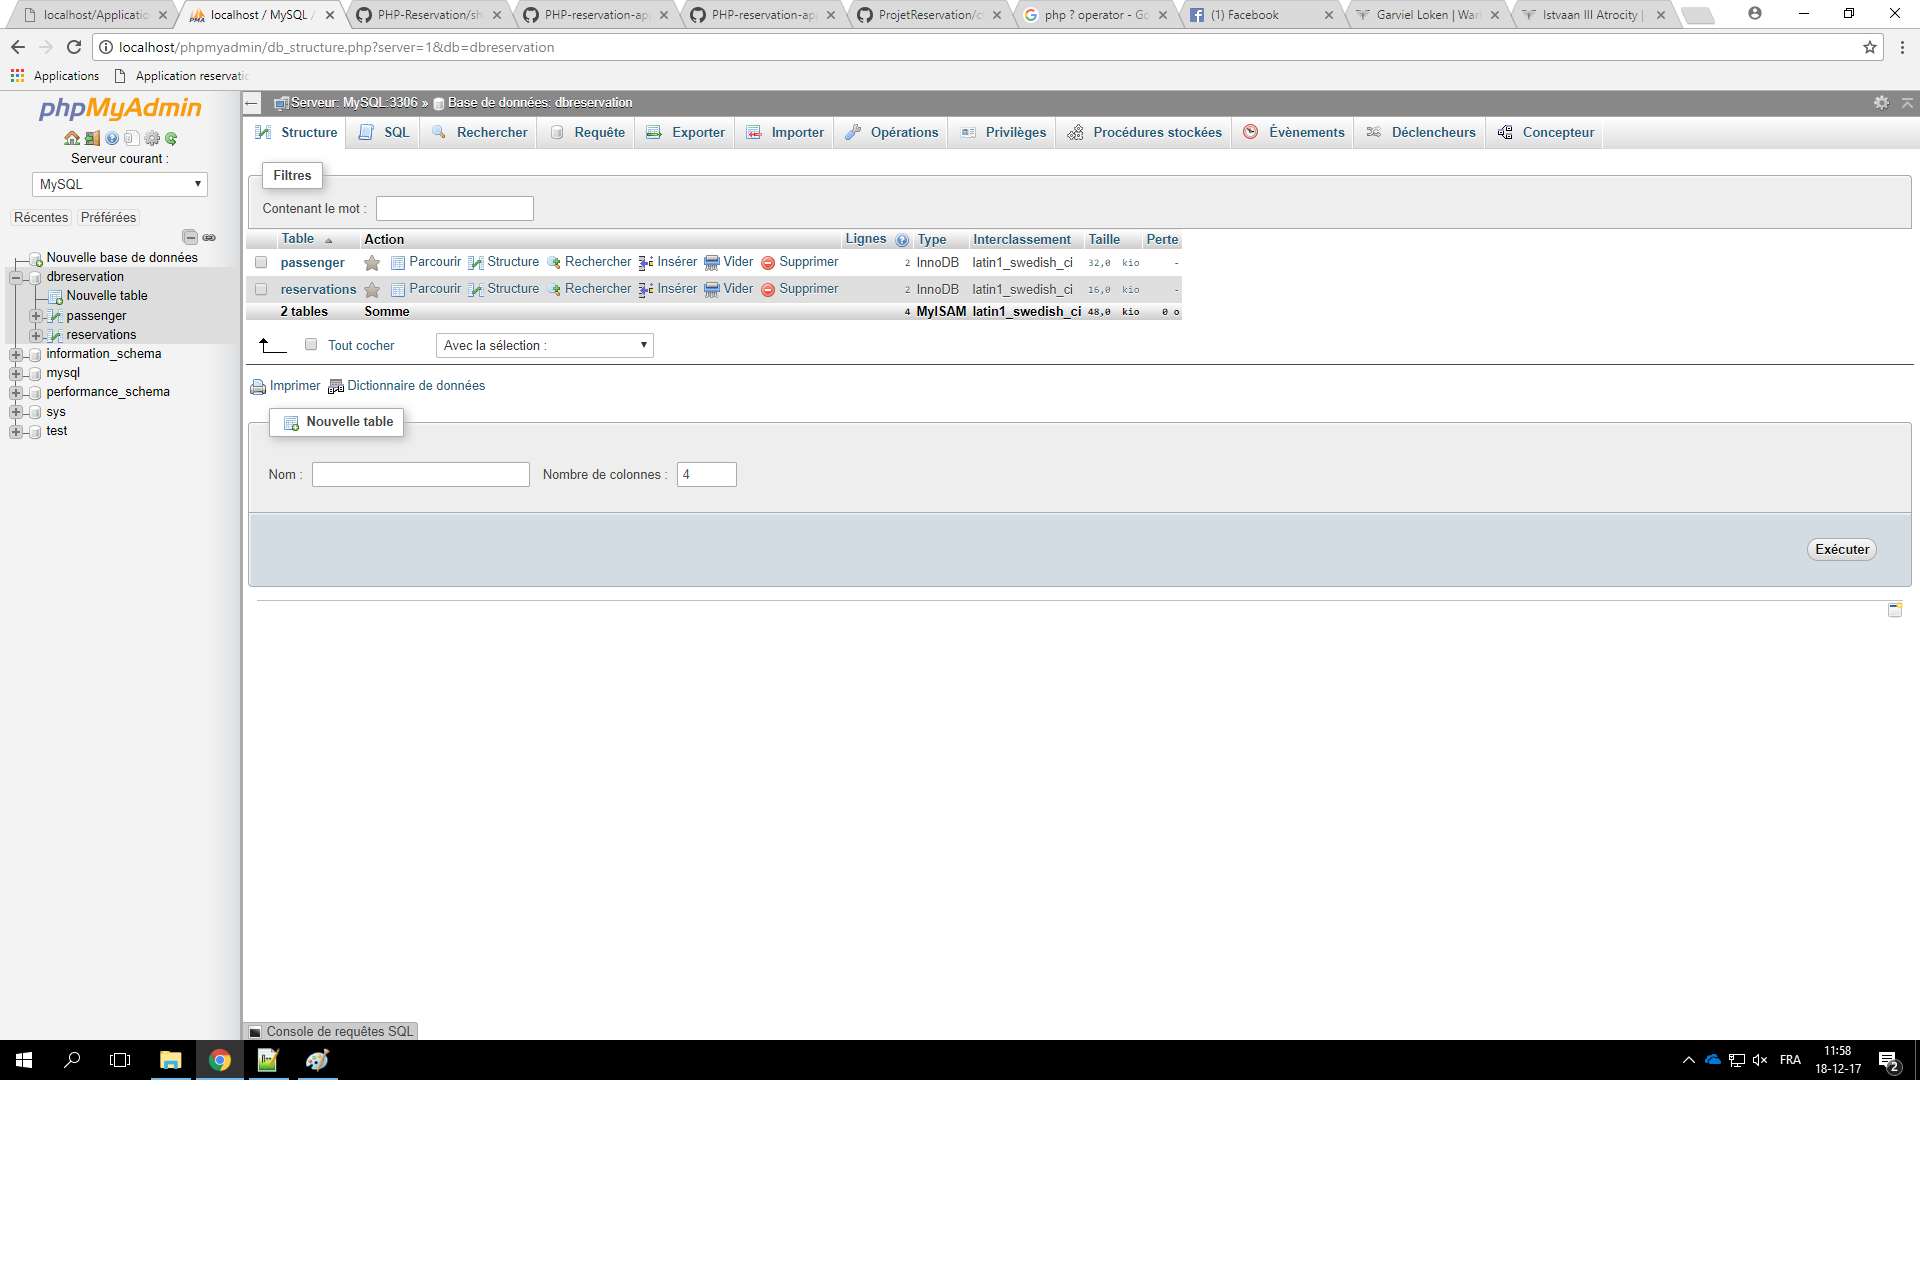 localhost/Applicatio
localhost / MySQL /
PHP-Reservation/sh
PHP-reservation-ap
PHP-reservation-ap
ProjetReservation/c
php ? operator - Go
(1) Facebook
Garviel Loken | War
Istvaan III Atrocity |
localhost/phpmyadmin/db_structure.php?server=1&db=dbreservation
Applications
Application reservati
phpMyAdmin
Serveur courant :
MySQL
Récentes Préférées
Nouvelle base de données
dbreservation
Nouvelle table
passenger
reservations
information_schema
mysql
performance_schema
sys
test
Serveur: MySQL:3306 » Base de données: dbreservation
Structure SQL Rechercher Requête Exporter Importer Opérations Privilèges Procédures stockées Évènements Déclencheurs Concepteur
Filtres
Contenant le mot :
Table Action Lignes Type Interclassement Taille Perte
passenger Parcourir Structure Rechercher Insérer Vider Supprimer 2 InnoDB latin1_swedish_ci 32,0 kio -
reservations Parcourir Structure Rechercher Insérer Vider Supprimer 2 InnoDB latin1_swedish_ci 16,0 kio -
2 tables Somme 4 MyISAM latin1_swedish_ci 48,0 kio 0 o
Tout cocher Avec la sélection :
Imprimer Dictionnaire de données
Nouvelle table
Nom : Nombre de colonnes : 4
Exécuter
Console de requêtes SQL
FRA
11:58
18-12-17
2